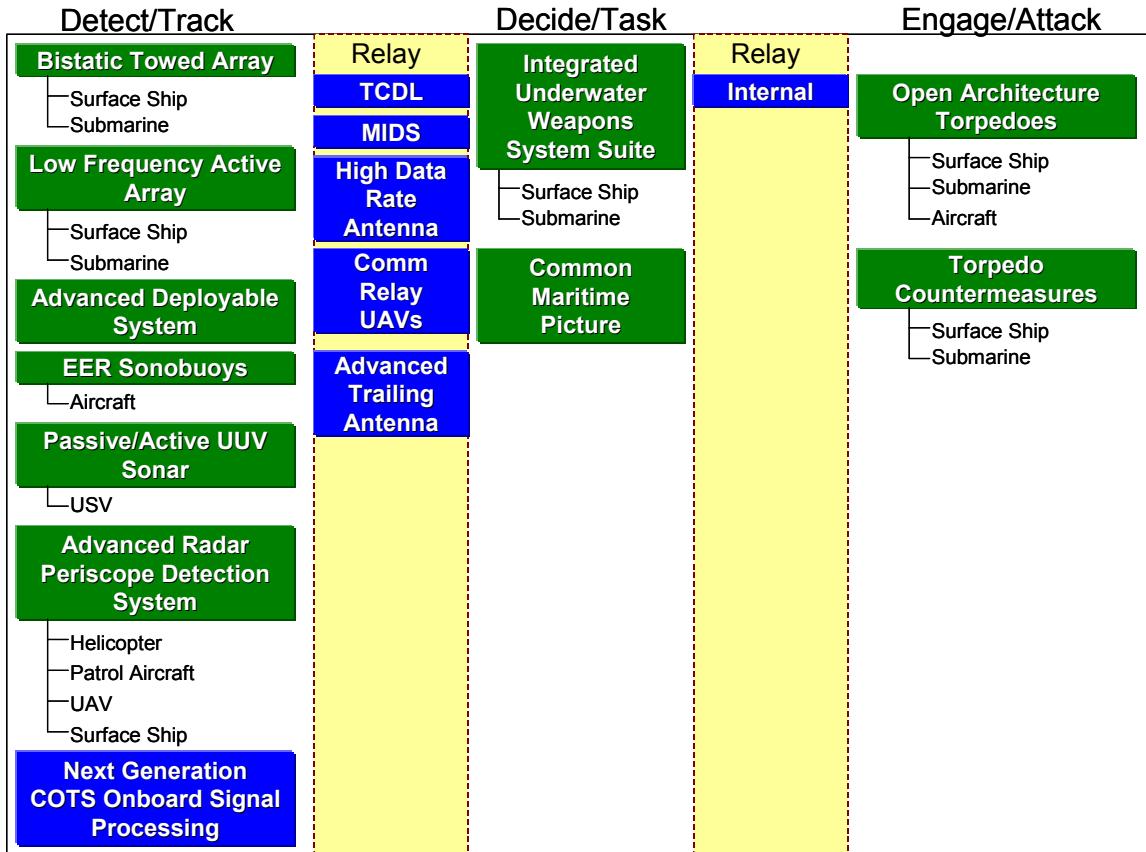 Detect/Track
Decide/Task
Engage/Attack
Bistatic Towed Array
Surface Ship
Submarine
Low Frequency Active
Array
Surface Ship
Submarine
Advanced Deployable
System
EER Sonobuoys
Aircraft
Passive/Active UUV
Sonar
USV
Advanced Radar
Periscope Detection
System
Helicopter
Patrol Aircraft
UAV
Surface Ship
Next Generation
COTS Onboard Signal
Processing
Relay
TCDL
MIDS
High Data
Rate
Antenna
Comm
Relay
UAVs
Advanced
Trailing
Antenna
Integrated
Underwater
Weapons
System Suite
Surface Ship
Submarine
Common
Maritime
Picture
Relay
Internal
Open Architecture
Torpedoes
Surface Ship
Submarine
Aircraft
Torpedo
Countermeasures
Surface Ship
Submarine